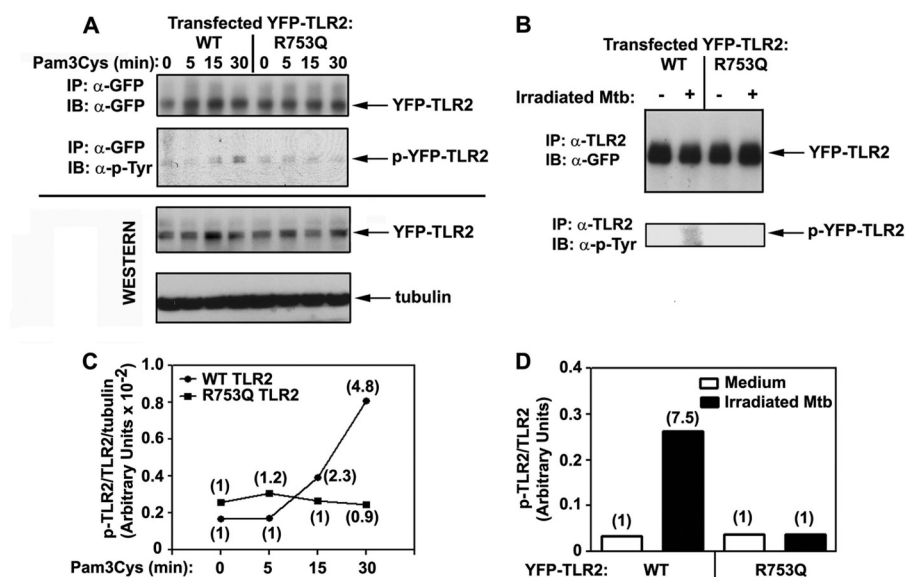 A
Transfected YFP-TLR2:
WT R753Q
Pam3Cys (min): 0 5 15 30 0 5 15 30
IP: α-GFP
IB: α-GFP
YFP-TLR2
IP: α-GFP
IB: α-p-Tyr
p-YFP-TLR2
WESTERN
YFP-TLR2
tubulin
B
Transfected YFP-TLR2:
WT R753Q
Irradiated Mtb - + - +
IP: α-TLR2
IB: α-GFP
YFP-TLR2
IP: α-TLR2
IB: α-p-Tyr
p-YFP-TLR2
C
p-TLR2/TLR2/tubulin
(Arbitrary Units x 10-2)
1.0
0.8
0.6
0.4
0.2
0
WT TLR2
R753Q TLR2
(4.8)
(1) (1.2) (2.3)
(1) (1) (1) (0.9)
Pam3Cys (min): 0 5 15 30
D
p-TLR2/TLR2
(Arbitrary Units)
0.4
0.2
0.1
0
Medium
Irradiated Mtb
(7.5)
(1) (1) (1)
YFP-TLR2: WT R753Q